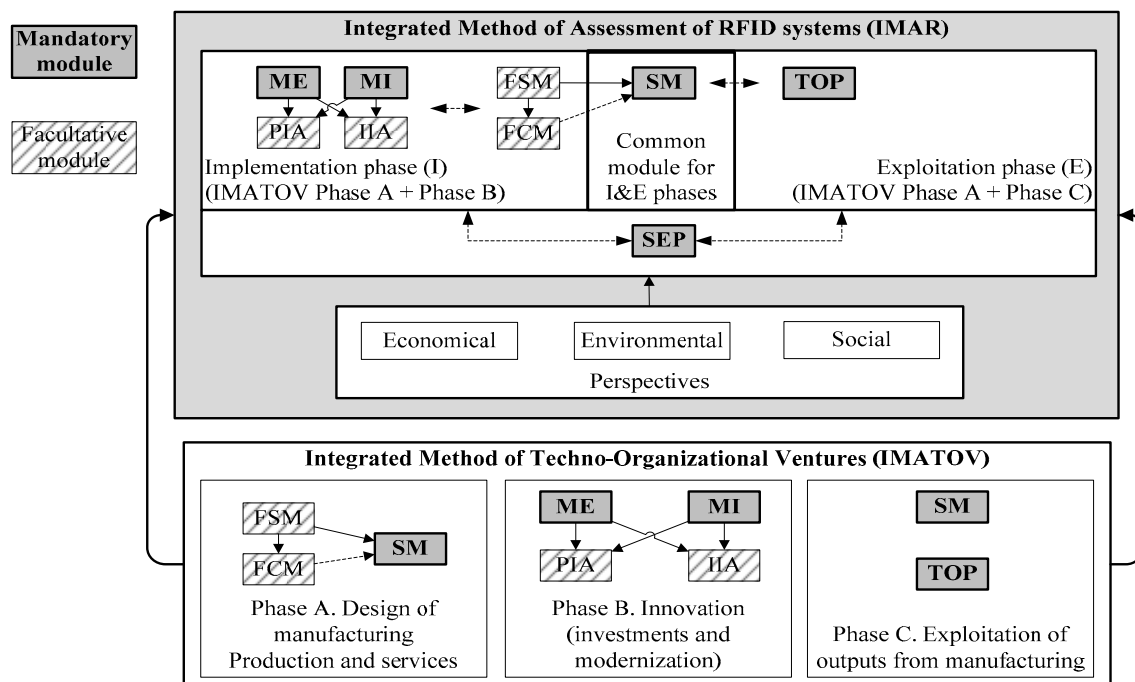 Mandatory
module
Facultative
module
Integrated Method of Assessment of RFID systems (IMAR)
ME
MI
PIA
IIA
FSM
FCM
SM
TOP
Implementation phase (I)
(IMATOV Phase A + Phase B)
Common
module for
I&E phases
Exploitation phase (E)
(IMATOV Phase A + Phase C)
SEP
Economical
Environmental
Social
Perspectives
Integrated Method of Techno-Organizational Ventures (IMATOV)
FSM
FCM
SM
Phase A. Design of
manufacturing
Production and services
ME
MI
PIA
IIA
Phase B. Innovation
(investments and
modernization)
SM
TOP
Phase C. Exploitation of
outputs from manufacturing